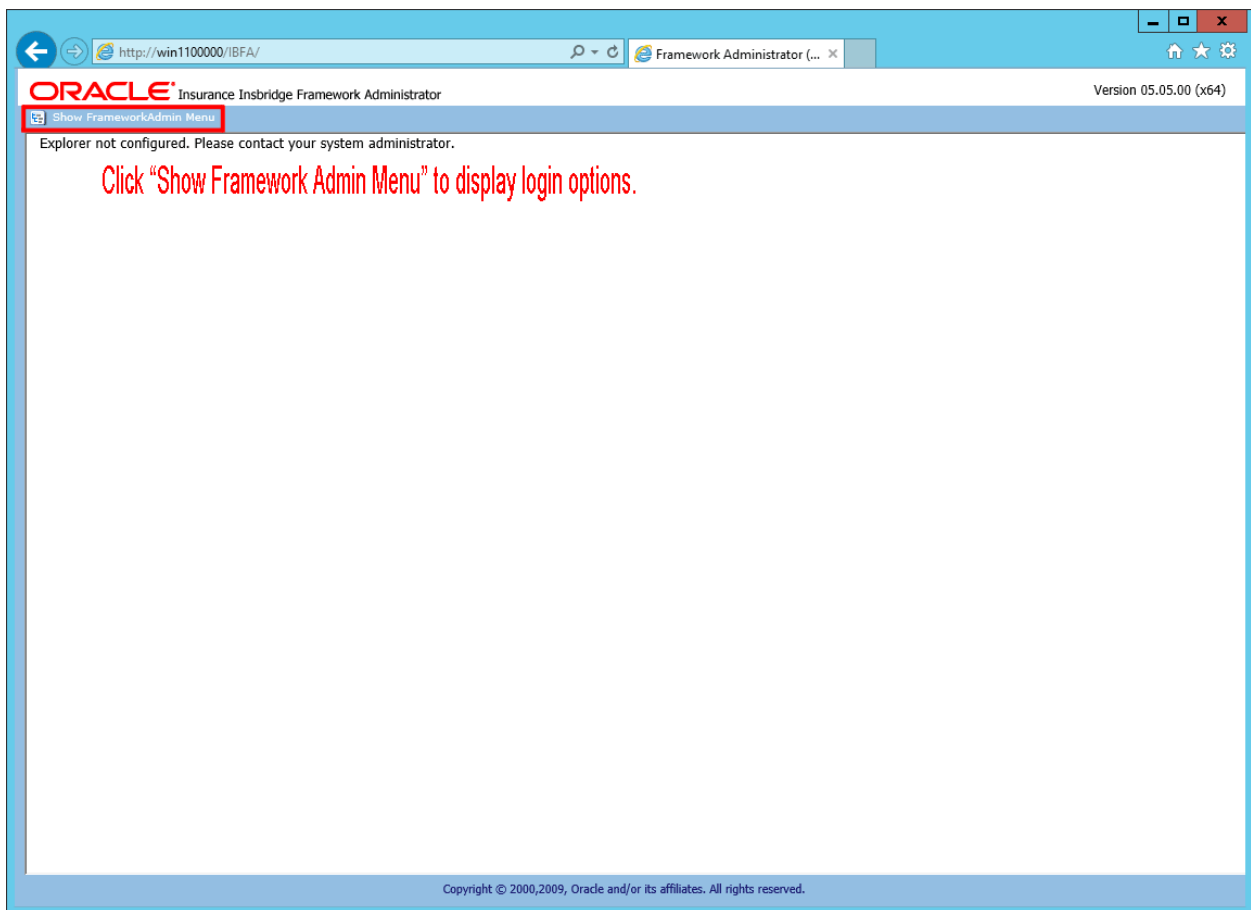 http://win1100000/IBFA/
Framework Administrator (...
ORACLE Insurance Insbridge Framework Administrator
Version 05.05.00 (x64)
Show FrameworkAdmin Menu
Explorer not configured. Please contact your system administrator.
Click “Show Framework Admin Menu” to display login options.
Copyright © 2000,2009, Oracle and/or its affiliates. All rights reserved.